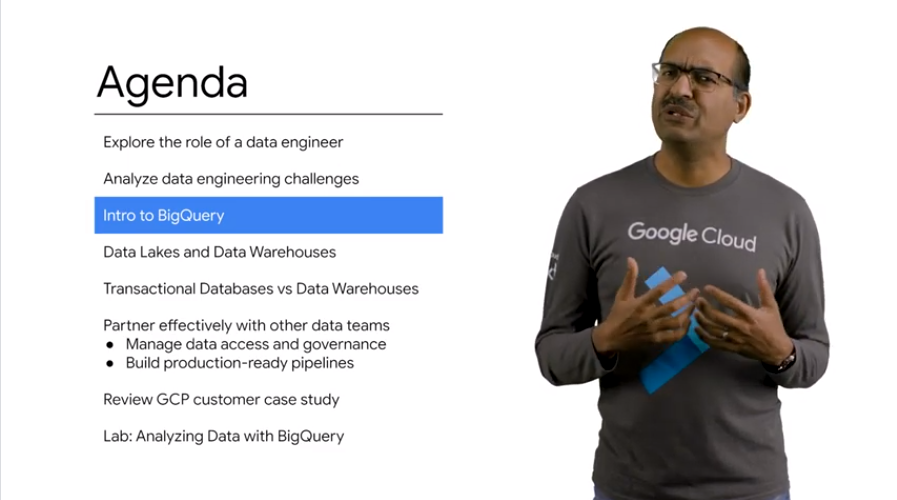 Agenda
Explore the role of a data engineer
Analyze data engineering challenges
Intro to BigQuery
Data Lakes and Data Warehouses
Transactional Databases vs Data Warehouses
Partner effectively with other data teams
● Manage data access and governance
● Build production-ready pipelines
Review GCP customer case study
Lab: Analyzing Data with BigQuery
Google Cloud